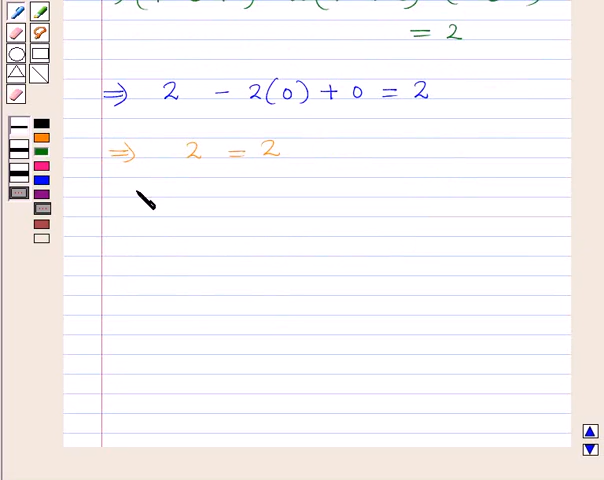 = 2
⇒ 2 - 2(0) + 0 = 2
⇒ 2 = 2